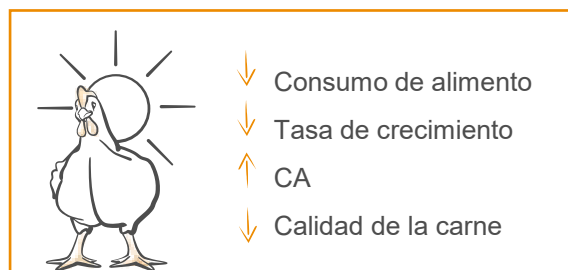 Consumo de alimento
Tasa de crecimiento
CA
Calidad de la carne